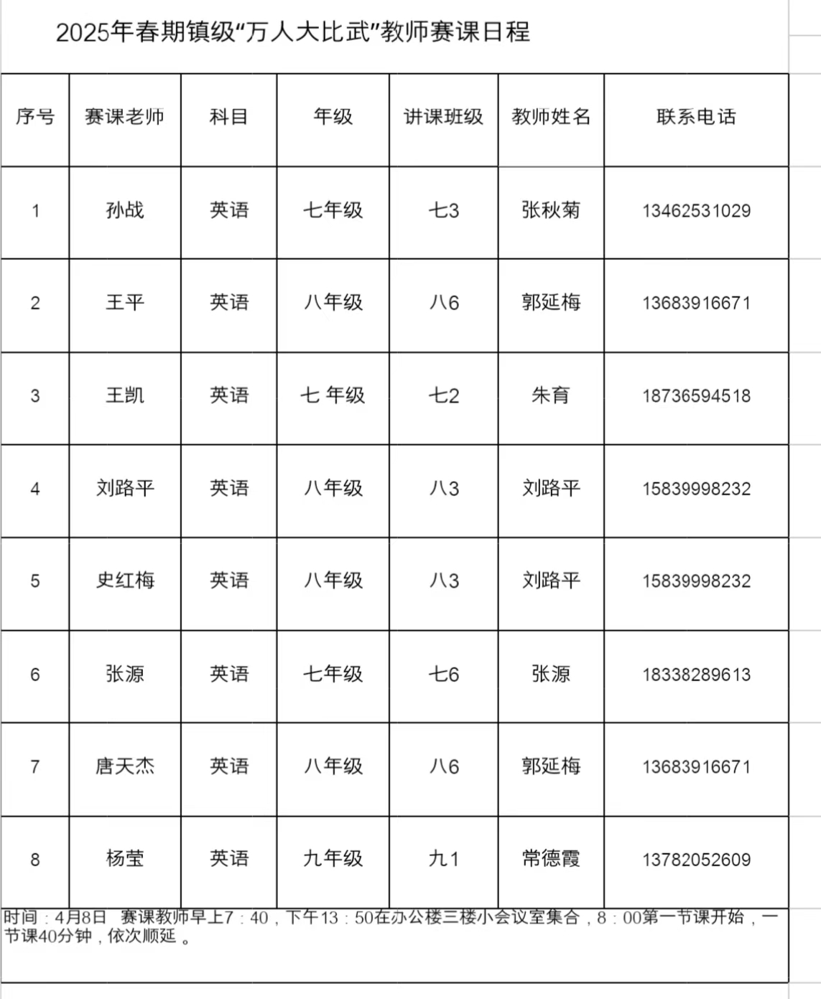 2025年春期镇级“万人大比武”教师赛课日程
序号 赛课老师 科目 年级 讲课班级 教师姓名 联系电话
1 孙战 英语 七年级 七3 张秋菊 13462531029
2 王平 英语 八年级 八6 郭延梅 13683916671
3 王凯 英语 七 年级 七2 朱育 18736594518
4 刘路平 英语 八年级 八3 刘路平 15839998232
5 史红梅 英语 八年级 八3 刘路平 15839998232
6 张源 英语 七年级 七6 张源 18338289613
7 唐天杰 英语 八年级 八6 郭延梅 13683916671
8 杨莹 英语 九年级 九1 常德霞 13782052609
时间：4月8日 赛课教师早上7：40，下午13：50在办公楼三楼小会议室集合，8：00第一节课开始，一
节课40分钟，依次顺延。